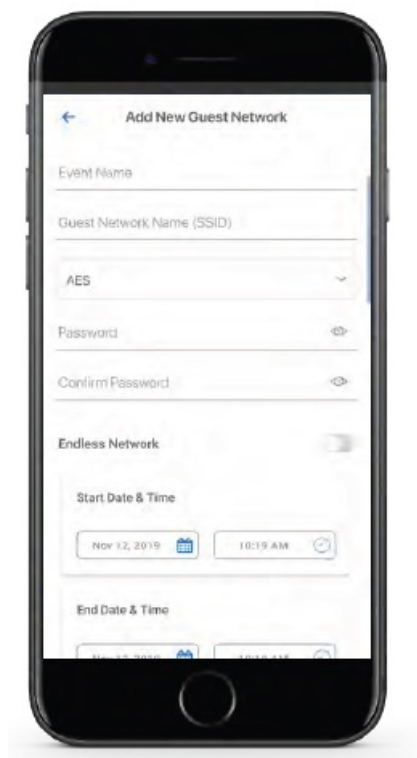 Add New Guest Network
Event Name
Guest Network Name (SSID)
AES
Password
Confirm Password
Endless Network
Start Date & Time
Nov 12, 2019 10:19 AM
End Date & Time